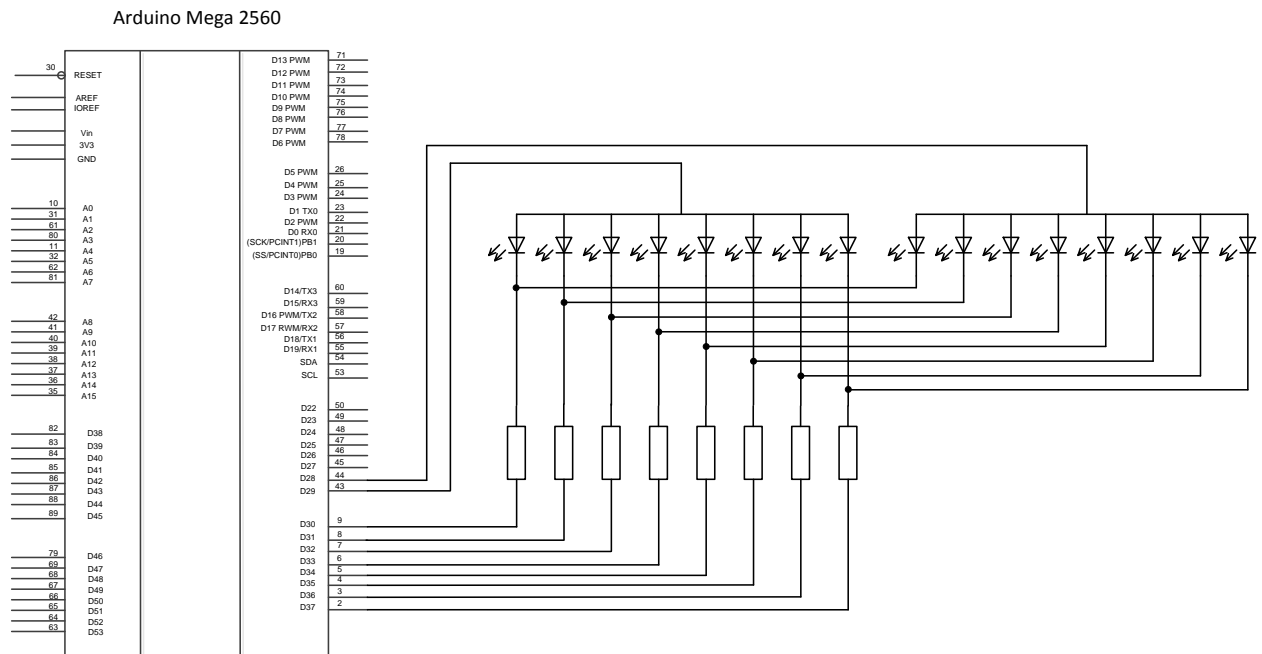 Arduino Mega 2560
30
RESET
AREF
IOREF
Vin
3V3
GND
10
A0
31
A1
61
A2
80
A3
11
A4
32
A5
62
A6
81
A7
42
A8
41
A9
40
A10
39
A11
38
A12
37
A13
36
A14
35
A15
82
D38
83
D39
84
D40
85
D41
86
D42
87
D43
88
D44
89
D45
79
D46
69
D47
68
D48
67
D49
66
D50
65
D51
64
D52
63
D53
D13 PWM 71
D12 PWM 72
D11 PWM 73
D10 PWM 74
D9 PWM 75
D8 PWM 76
D7 PWM 77
D6 PWM 78
D5 PWM 26
D4 PWM 25
D3 PWM 24
D1 TX0 23
D2 PWM 22
D0 RX0 21
(SCK/PCINT1)PB1 20
(SS/PCINT0)PB0 19
D14/TX3 60
D15/RX3 59
D16 PWM/TX2 58
D17 RWM/RX2 57
D18/TX1 56
D19/RX1 55
SDA 54
SCL 53
D22 50
D23 49
D24 48
D25 47
D26 46
D27 45
D28 44
D29 43
D30 9
D31 8
D32 7
D33 6
D34 5
D35 4
D36 3
D37 2